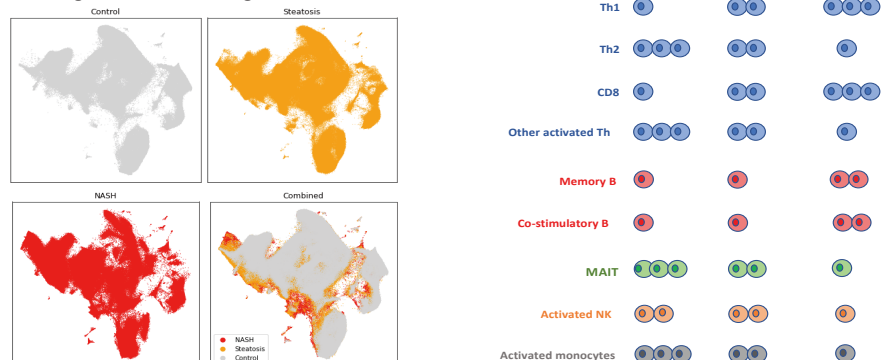 Control
Steatosis
NASH
Combined
NASH
Steatosis
Control
Th1
Th2
CD8
Other activated Th
Memory B
Co-stimulatory B
MAIT
Activated NK
Activated monocytes